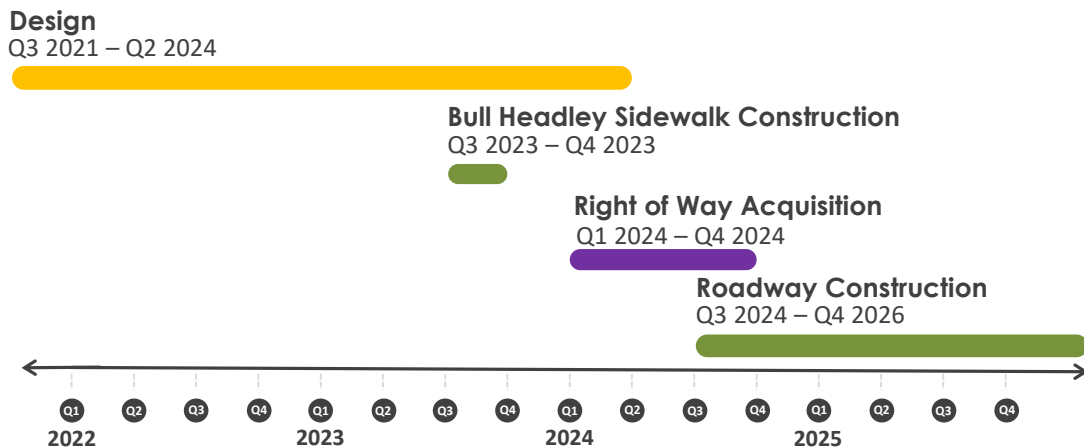 Design
Q3 2021 – Q2 2024
Bull Headley Sidewalk Construction
Q3 2023 – Q4 2023
Right of Way Acquisition
Q1 2024 – Q4 2024
Roadway Construction
Q3 2024 – Q4 2026
Q1 Q2 Q3 Q4 Q1 Q2 Q3 Q4 Q1 Q2 Q3 Q4 Q1 Q2 Q3 Q4
2022 2023 2024 2025